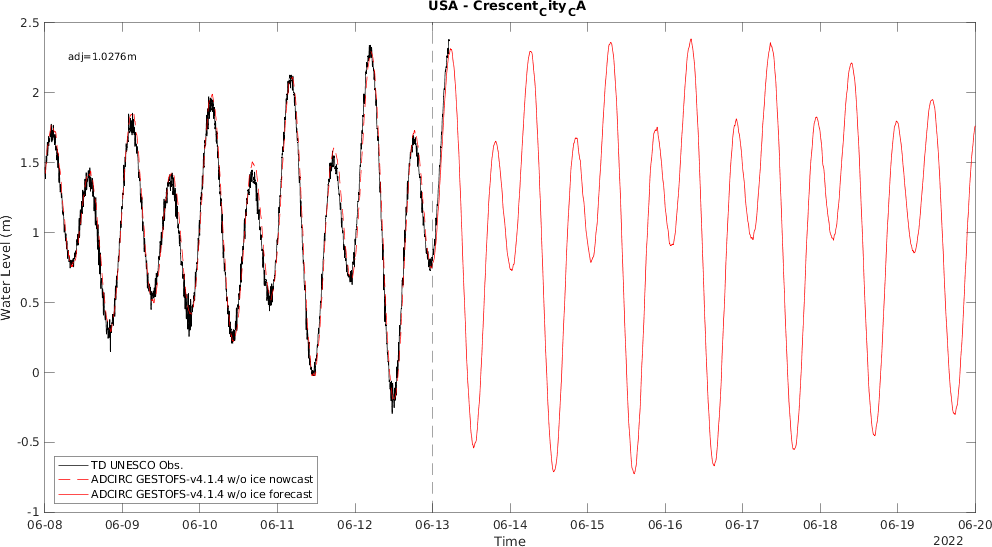 USA - Crescent_City_CA
adj=1.0276m
2.5
2
1.5
1
0.5
0
-0.5
-1
Water Level (m)
TD UNESCO Obs.
ADCIRC GESTOFS-v4.1.4 w/o ice nowcast
ADCIRC GESTOFS-v4.1.4 w/o ice forecast
06-08 06-09 06-10 06-11 06-12 06-13 06-14 06-15 06-16 06-17 06-18 06-19 06-20
Time
2022